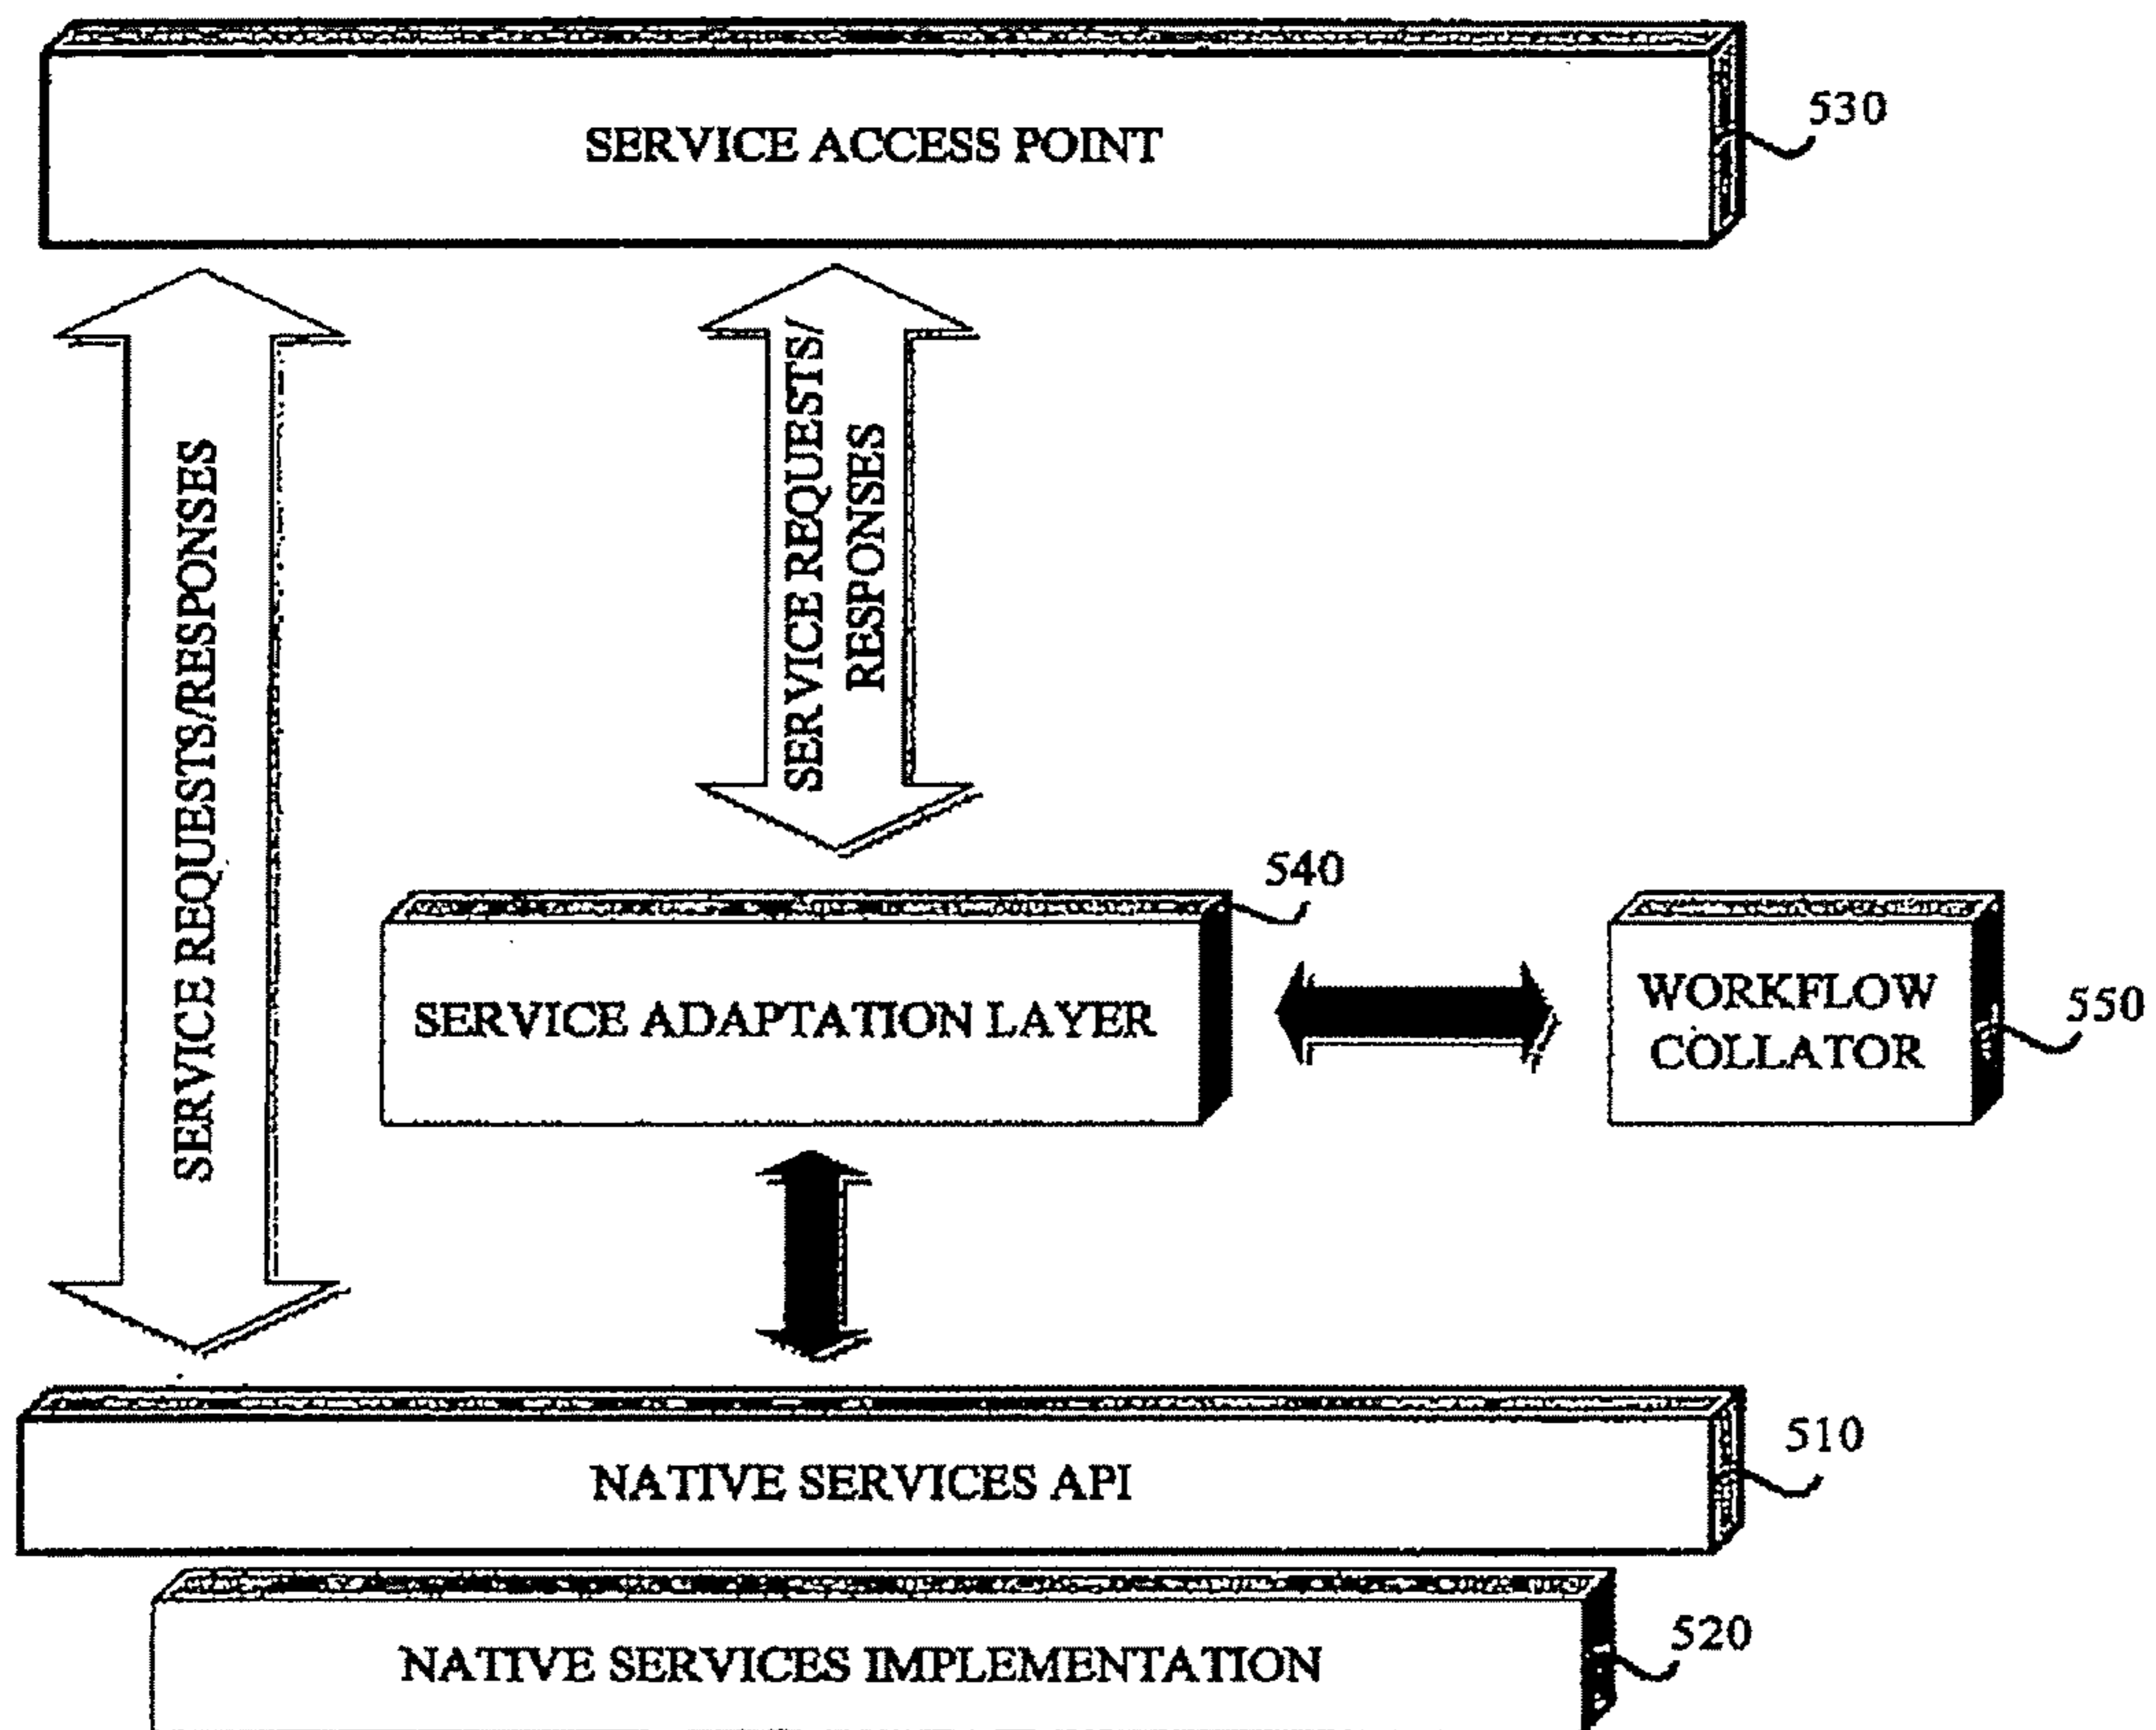 SERVICE ACCESS POINT
530
SERVICE REQUESTS/RESPONSES
SERVICE REQUESTS/
RESPONSES
540
SERVICE ADAPTATION LAYER
WORKFLOW
COLLATOR
550
NATIVE SERVICES API
510
NATIVE SERVICES IMPLEMENTATION
520